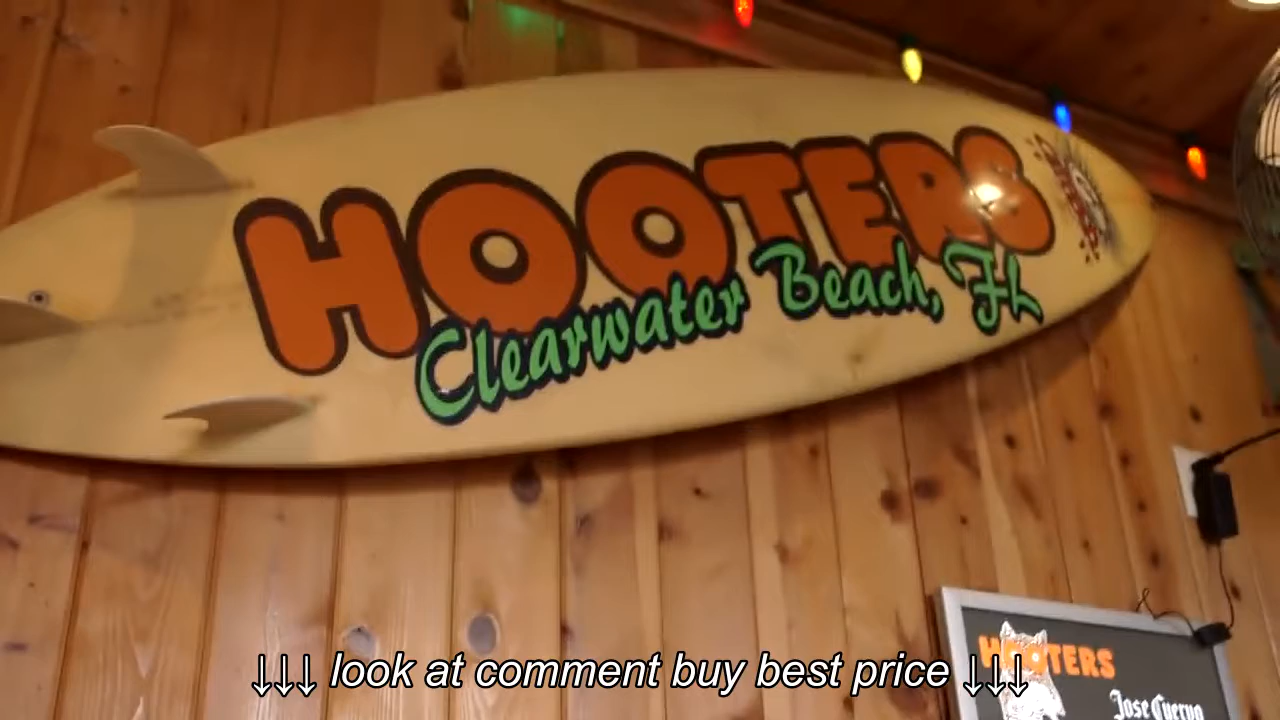 HOOTERS
Clearwater Beach, FL
HOOTERS
Jose Cuervo
↓↓↓ look at comment buy best price ↓↓↓